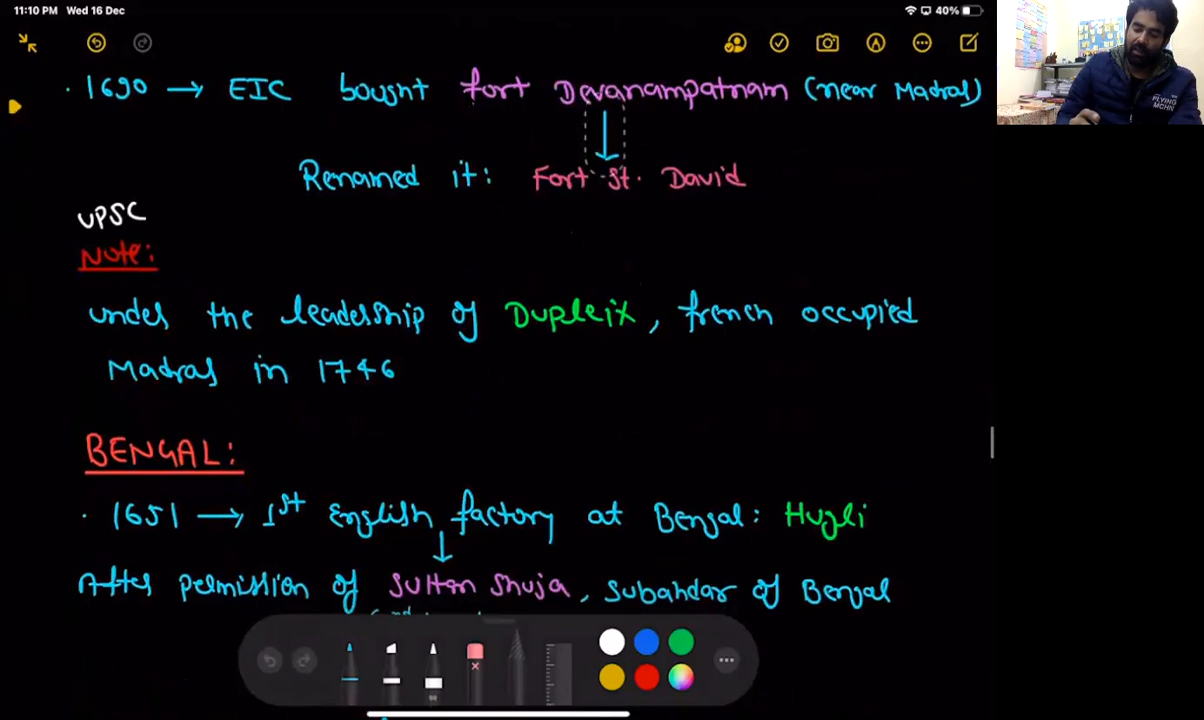 11:10 PM Wed 16 Dec
40%
· 1690 → EIC bought fort Devanampatnam (near Madras)
Renamed it: Fort St. David
UPSC
Note:
under the leadership of Dupleix, french occupied
Madras in 1746
BENGAL:
· 1651 → 1st English factory at Bengal: Hugli
After permission of Sultan Shuja, Subahdar of Bengal
FLYING
MCHN